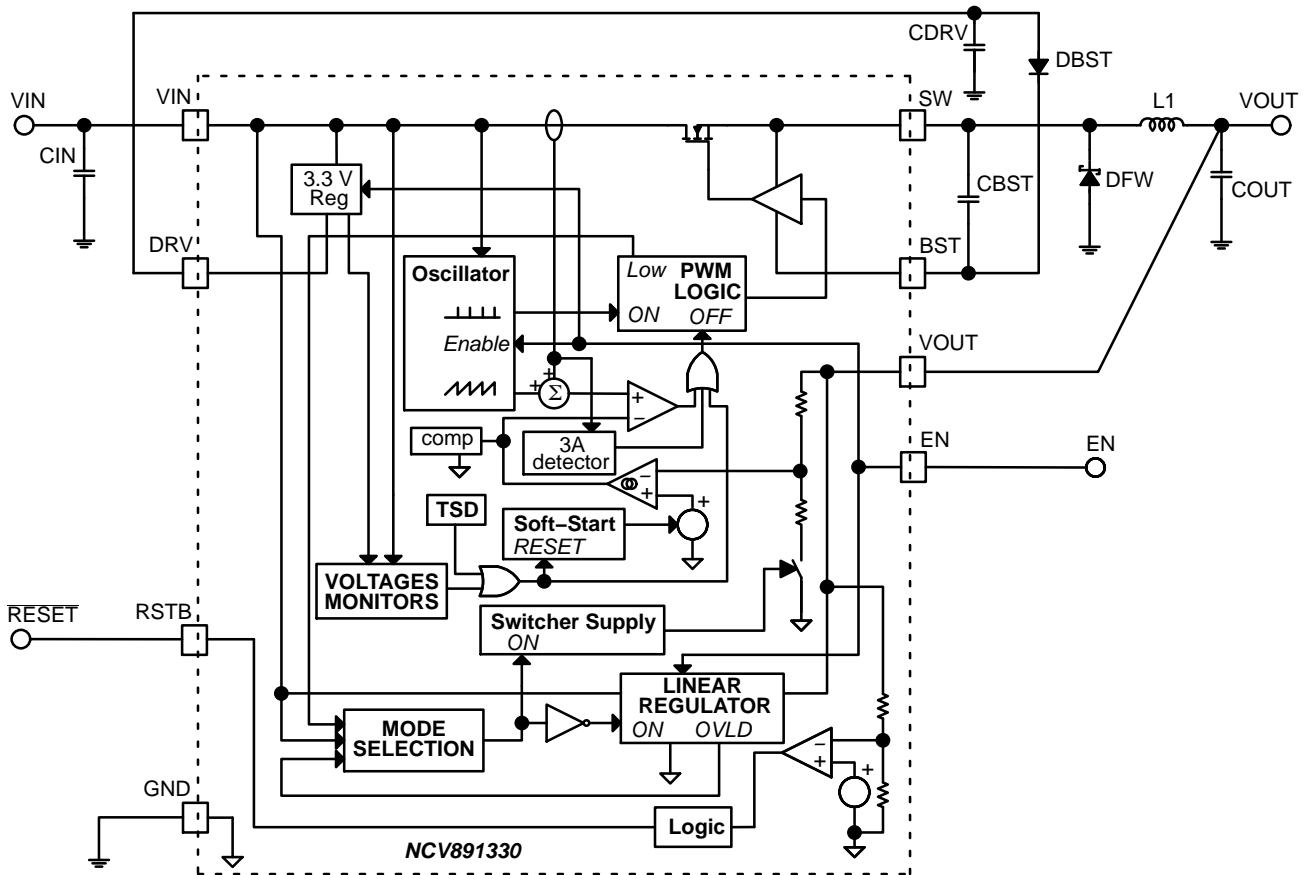 CDRV
DBST
VIN
VIN
SW
L1
VOUT
CIN
3.3 V
Reg
CBST
DFW
COUT
DRV
BST
Oscillator
Low
PWM
LOGIC
ON
OFF
Enable
VOUT
+
+
Σ
+
−
comp
3A
detector
EN
EN
−
+
+
TSD
Soft−Start
RESET
VOLTAGES
MONITORS
RESET
RSTB
Switcher Supply
ON
LINEAR
REGULATOR
ON
OVLD
MODE
SELECTION
−
+
+
GND
Logic
NCV891330